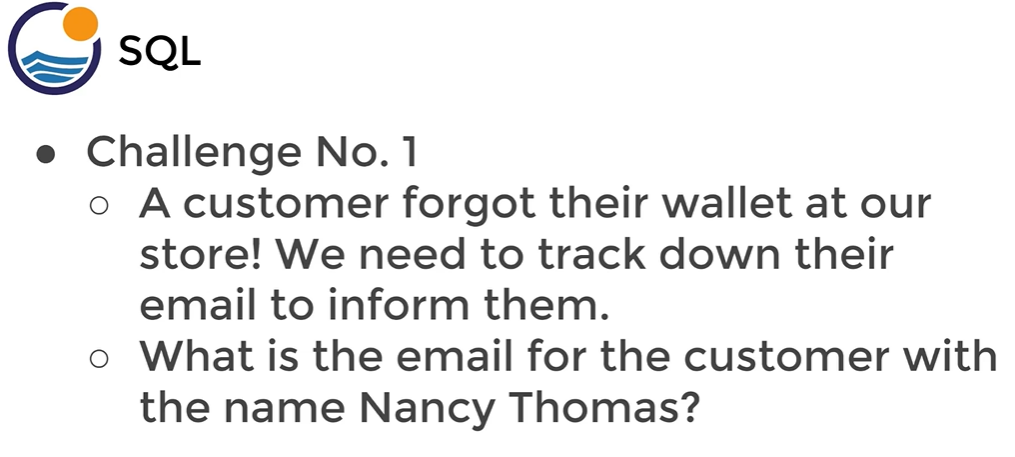 SQL
● Challenge No. 1
○ A customer forgot their wallet at our
store! We need to track down their
email to inform them.
○ What is the email for the customer with
the name Nancy Thomas?